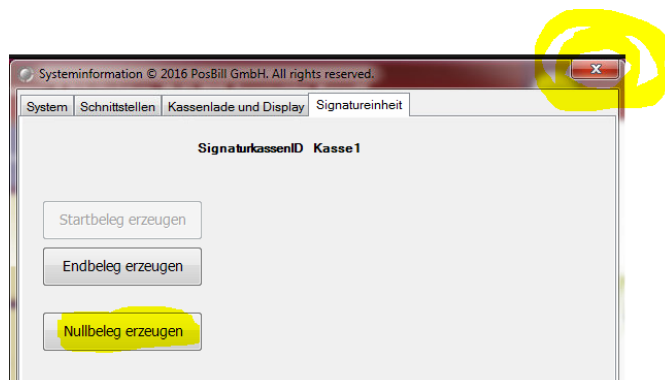 Systeminformation © 2016 PosBill GmbH. All rights reserved.
System Schnittstellen Kassenlade und Display Signatureinheit
SignaturkassenID Kasse1
Startbeleg erzeugen
Endbeleg erzeugen
Nullbeleg erzeugen